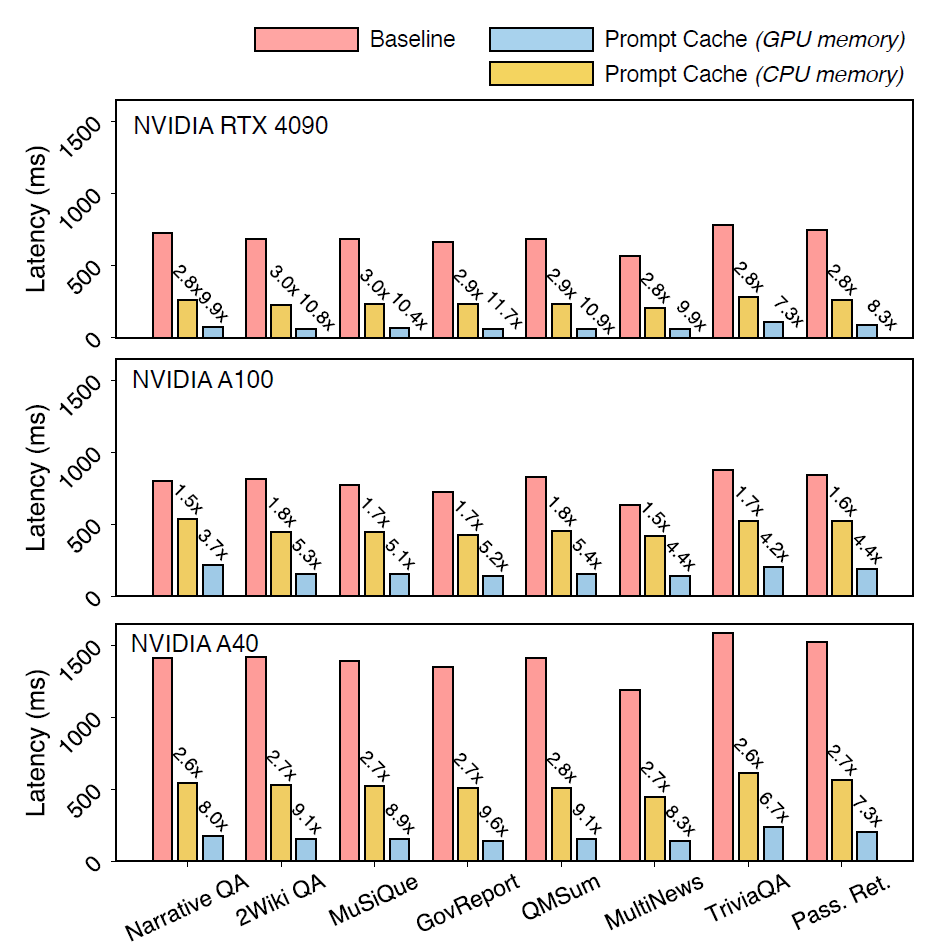 Baseline
Prompt Cache (GPU memory)
Prompt Cache (CPU memory)
NVIDIA RTX 4090
Latency (ms)
1500
1000
500
0
2.8x 9.9x 3.0x 10.8x 3.0x 10.4x 2.9x 11.7x 2.9x 10.9x 2.8x 9.9x 2.8x 7.3x 2.8x 8.3x
NVIDIA A100
Latency (ms)
1500
1000
500
0
1.5x 3.7x 1.8x 5.3x 1.7x 5.1x 1.7x 5.2x 1.8x 5.4x 1.5x 4.4x 1.7x 4.2x 1.6x 4.4x
NVIDIA A40
Latency (ms)
1500
1000
500
0
2.6x 8.0x 2.7x 9.1x 2.7x 8.9x 2.7x 9.6x 2.8x 9.1x 2.7x 8.3x 2.6x 6.7x 2.7x 7.3x
Narrative QA
2Wiki QA
MuSiQue
GovReport
QMSum
MultiNews
TriviaQA
Pass. Ret.